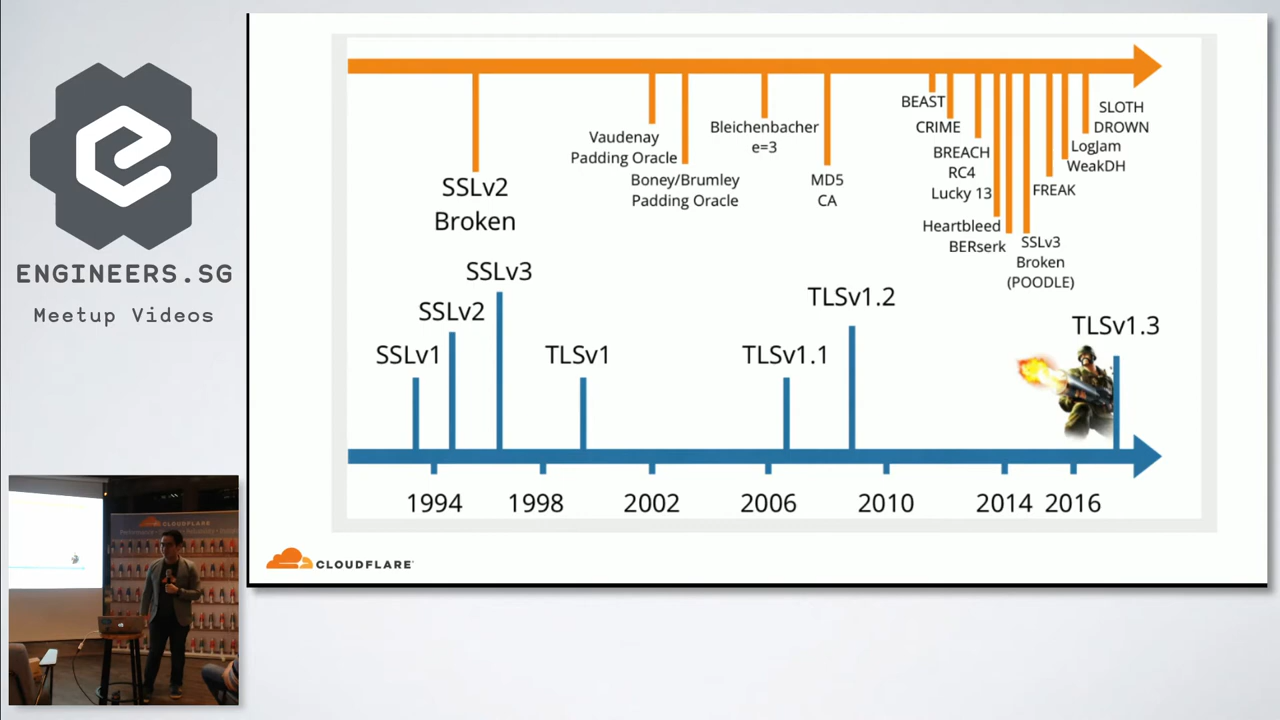 ENGINEERS.SG
Meetup Videos
BEAST
CRIME
BREACH
RC4
Lucky 13
SLOTH
DROWN
LogJam
WeakDH
FREAK
Vaudenay
Padding Oracle
Boney/Brumley
Padding Oracle
Bleichenbacher
e=3
MD5
CA
SSLv2
Broken
Heartbleed
BERserk
SSLv3
Broken
(POODLE)
SSLv1
SSLv2
SSLv3
TLSv1
TLSv1.1
TLSv1.2
TLSv1.3
1994
1998
2002
2006
2010
2014
2016
CLOUDFLARE
CLOUDFLARE